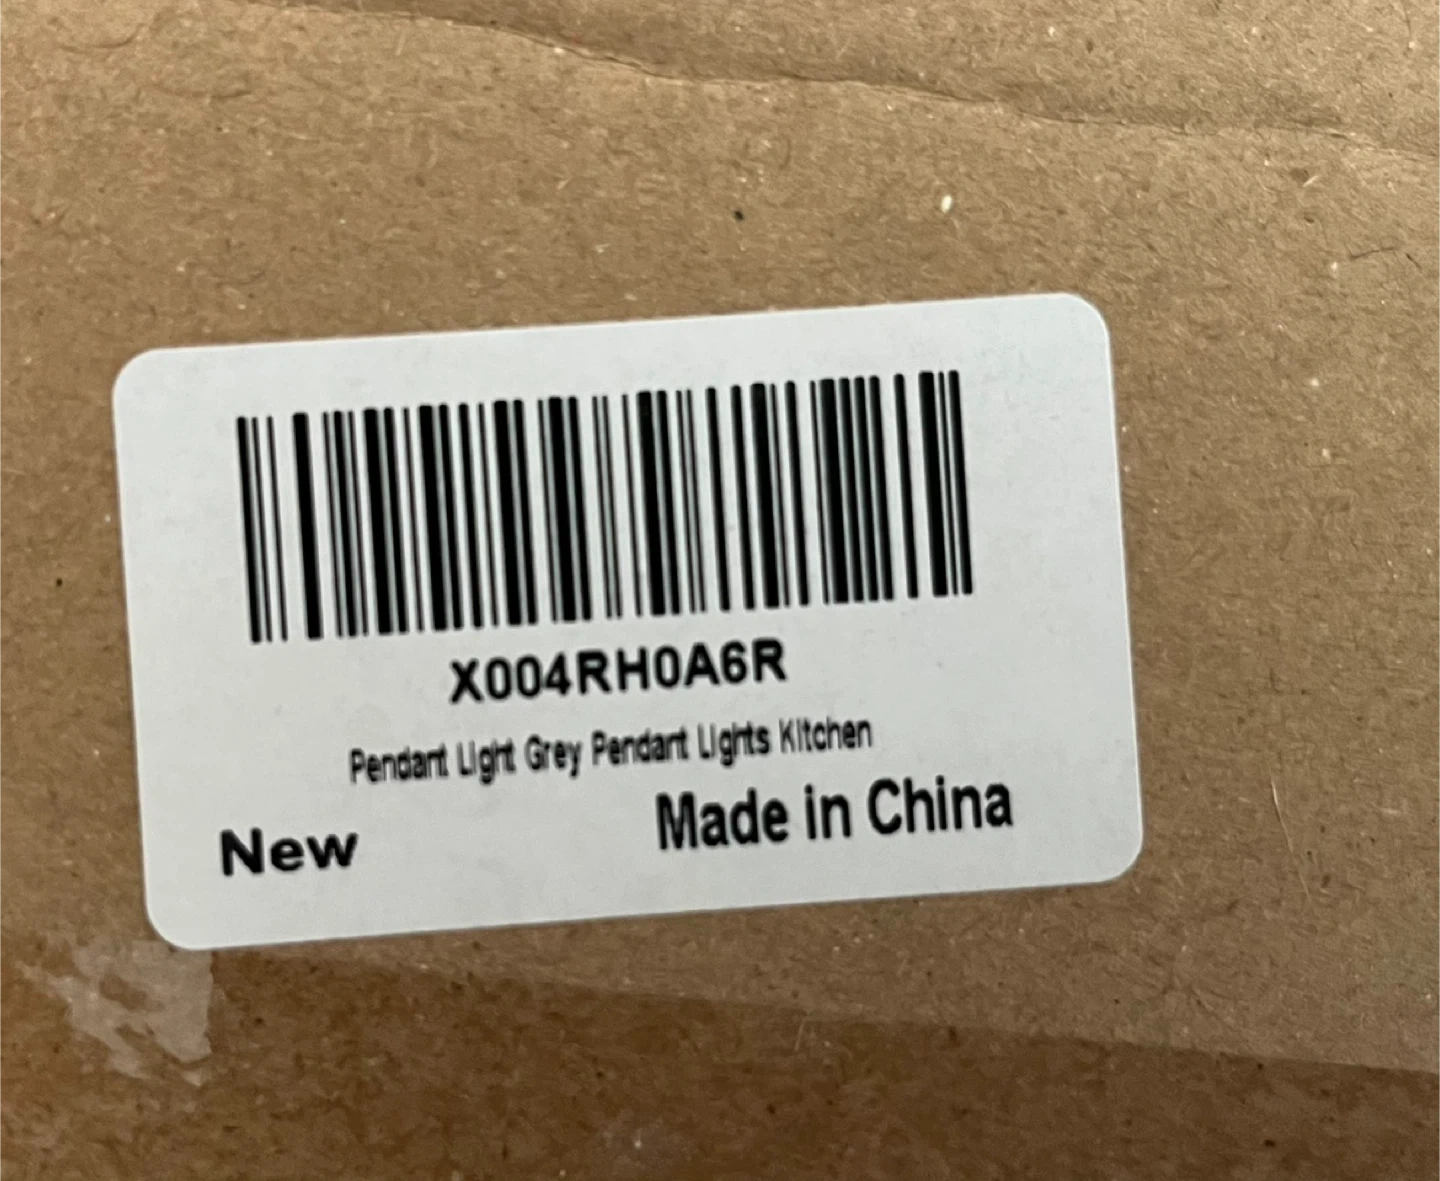 X004RH0A6R
Pendant Light Grey Pendant Lights Kitchen
New
Made in China